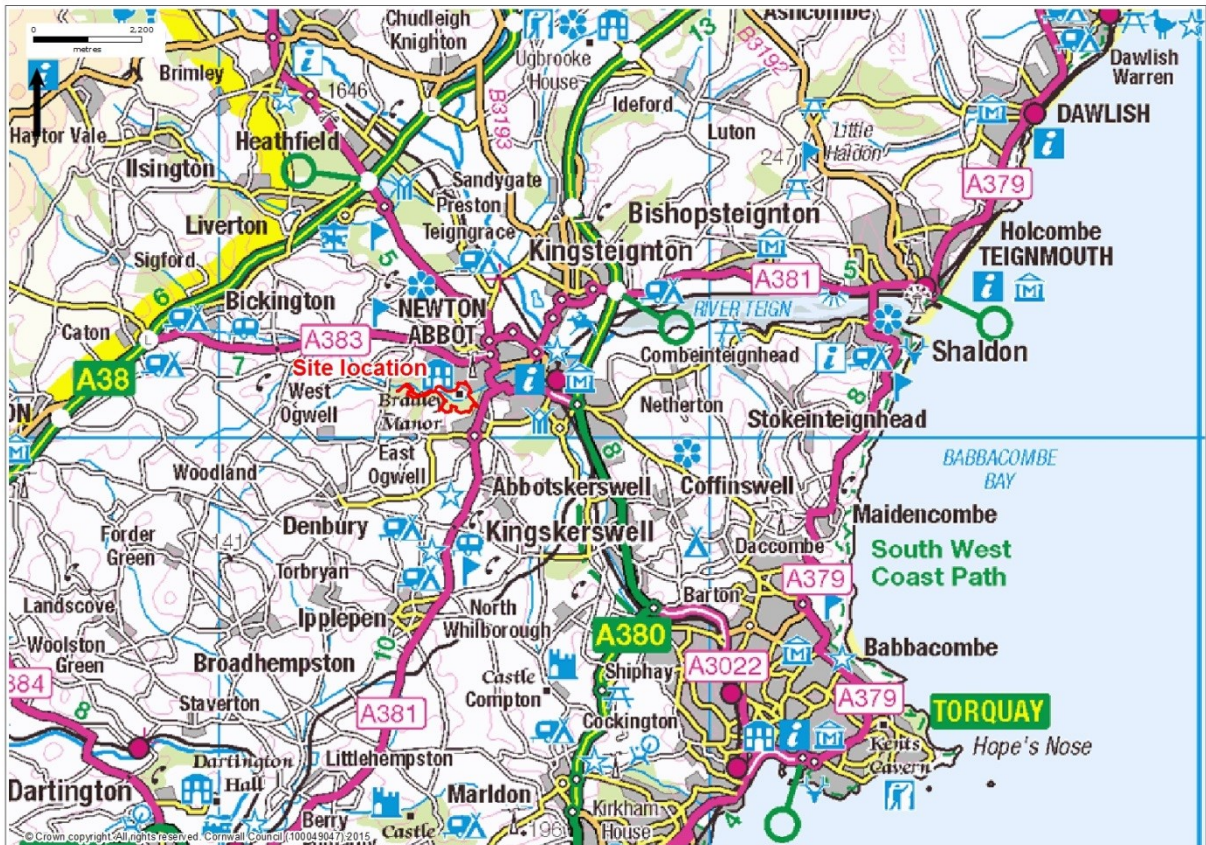 0 2,200
metres
Chudleigh
Knighton
Ugbrooke
House
13
B3192
122
Ashcombe
Dawlish
Warren
Brimley
1646
B3193
Ideford
Luton
Little
Haldon
247
DAWLISH
Haytor Vale
Heathfield
Ilsington
Sandygate
Preston
A379
Liverton
Teigngrace
Bishopsteignton
Holcombe
Kingsteignton
TEIGNMOUTH
Sigford
5
A381
5
6
Bickington
NEWTON
ABBOT
RIVER TEIGN
Caton
L
L
A383
7
Combeinteignhead
Shaldon
A38
Site location
West
Ogwell
Bradley
Manor
Netherton
8
Stokeinteignhead
East
Ogwell
8
Woodland
BABBACOMBE
BAY
Abbotskerswell
Coffinswell
Denbury
Kingskerswell
Maidencombe
Forder
Green
141
Daccombe
South West
Coast Path
Torbryan
Landscove
Ipplepen
North
Whilborough
Barton
A379
Woolston
Green
A380
10
Babbacombe
Broadhempston
Shiphay
A3022
384
Castle
Compton
A379
Staverton
8
A381
Cockington
TORQUAY
Hope's Nose
Kents
Cavern
Dartington
Hall
Littlehempston
Dartington
Marldon
Berry
Castle
196
Kirkham
House
4
© Crown copyright. All rights reserved. Cornwall Council (100049047) 2015